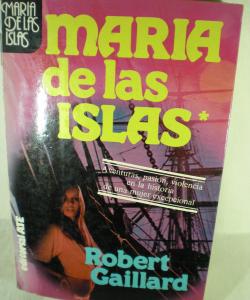 MARIA
DE LAS
ISLAS
MARIA
de las
ISLAS*
...aventuras, pasión, violencia
en la historia
de una mujer excepcional
Robert
Gaillard